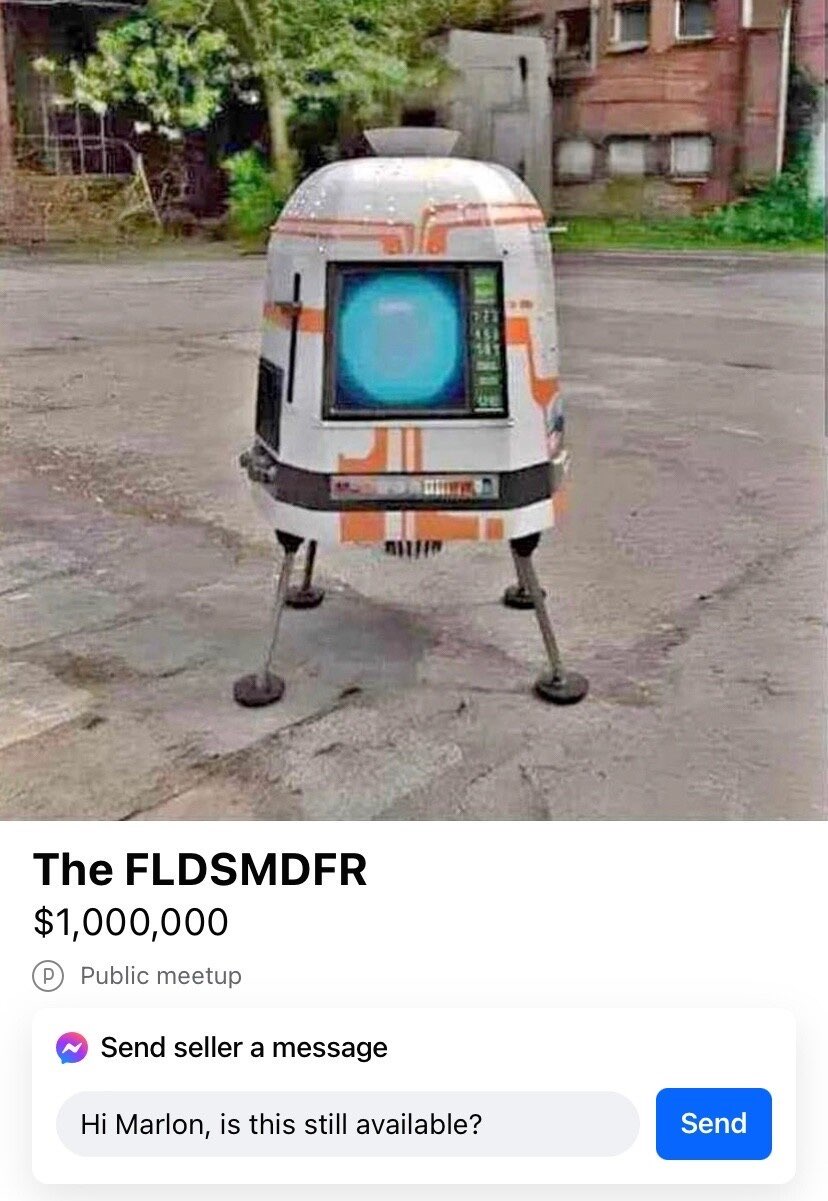 The FLDSMDFR
$1,000,000
P Public meetup
Send seller a message
Hi Marlon, is this still available?
Send